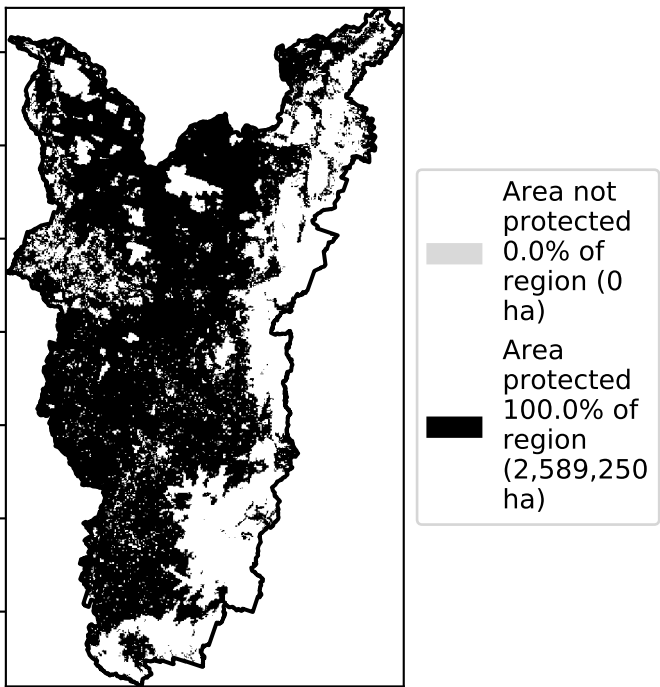 Area not
protected
0.0% of
region (0
ha)
Area
protected
100.0% of
region
(2,589,250
ha)